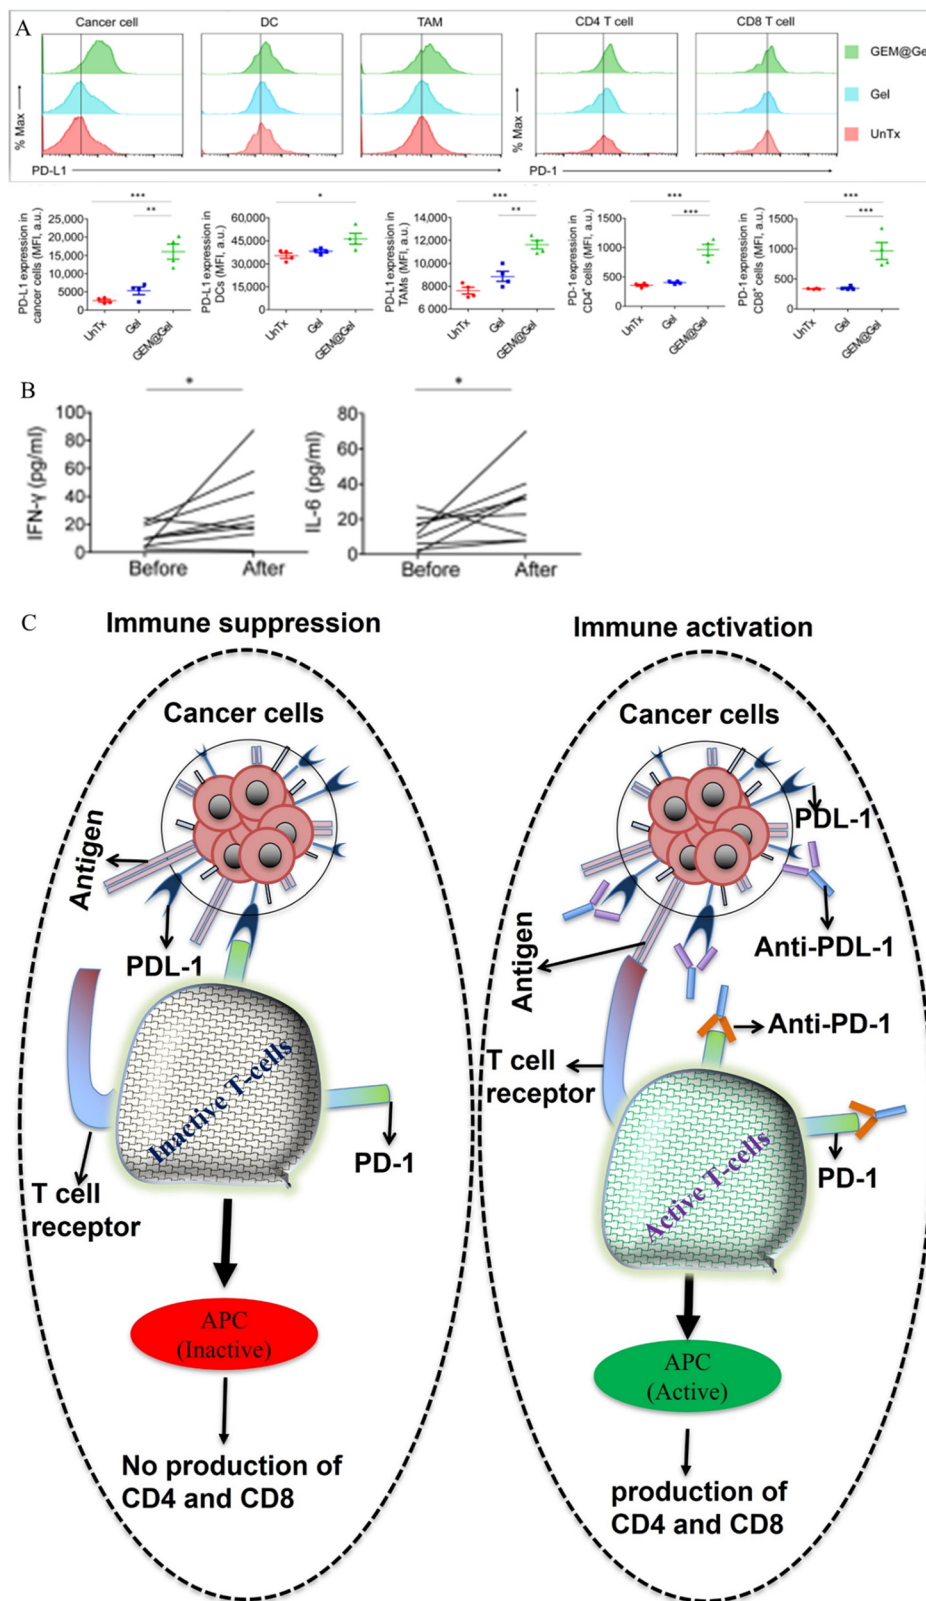 A
Cancer cell
DC
TAM
CD4 T cell
CD8 T cell
% Max
% Max
GEM@Gel
Gel
UnTx
PD-L1
PD-1
***
**
PD-L1 expression in
cancer cells (MFI, a.u.)
25,000
20,000
15,000
10,000
5000
0
UnTx
Gel
GEM@Gel
*
PD-L1 expression in
DCs (MFI, a.u.)
60,000
45,000
30,000
15,000
0
UnTx
Gel
GEM@Gel
***
**
PD-L1 expression in
TAMs (MFI, a.u.)
14,000
12,000
10,000
8000
6 000
UnTx
Gel
GEM@Gel
***
***
PD-1 expression in
CD4+ cells (MFI, a.u.)
1500
1000
500
0
UnTx
Gel
GEM@Gel
***
***
PD-1 expression in
CD8+ cells (MFI, a.u.)
1500
1000
500
0
UnTx
Gel
GEM@Gel
B
*
IFN-γ (pg/ml)
100
80
60
40
20
0
Before
After
*
IL-6 (pg/ml)
80
60
40
20
0
Before
After
C
Immune suppression
Cancer cells
Antigen
PDL-1
Inactive T-cells
PD-1
T cell
receptor
APC
(Inactive)
No production of
CD4 and CD8
Immune activation
Cancer cells
PDL-1
Anti-PDL-1
Antigen
Anti-PD-1
T cell
receptor
PD-1
Active T-cells
APC
(Active)
production of
CD4 and CD8